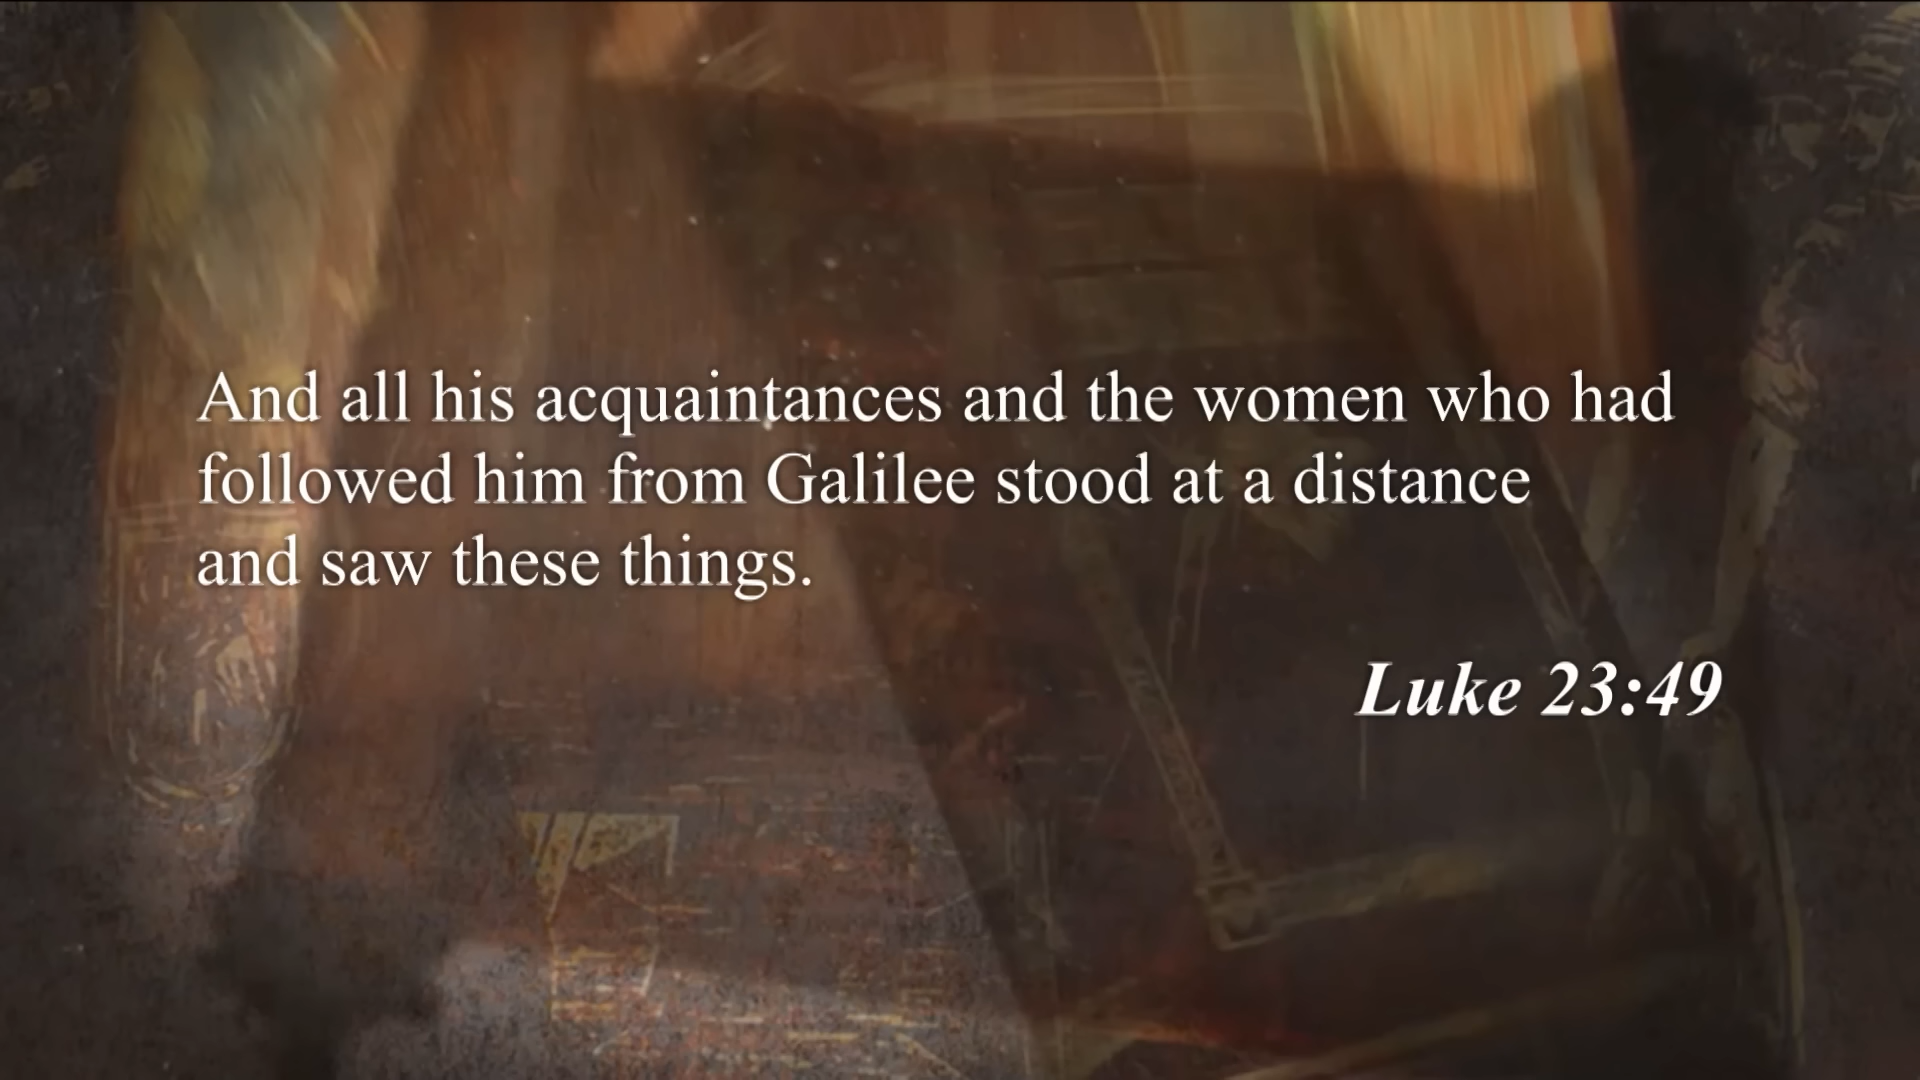 And all his acquaintances and the women who had
followed him from Galilee stood at a distance
and saw these things.
Luke 23:49